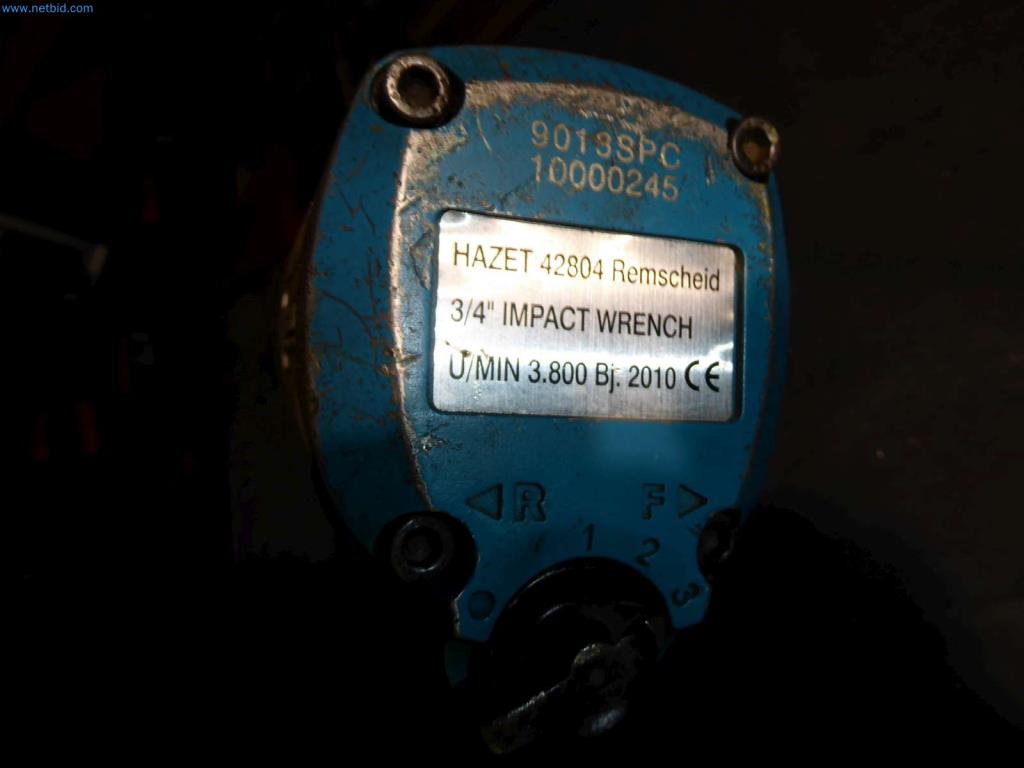 www.netbid.com
9013SPC
10000245
HAZET 42804 Remscheid
3/4" IMPACT WRENCH
U/MIN 3.800 Bj. 2010 CE
R F
1 2 3